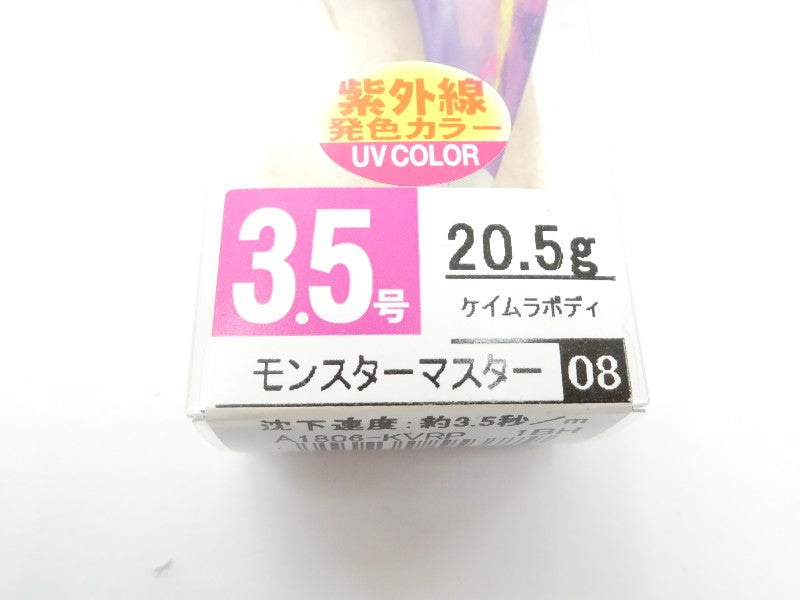 紫外線
発色カラー
UV COLOR
3.5号
20.5g
ケイムラボディ
モンスターマスター 08
沈下速度:約3.5秒/m
A1806-KVRP